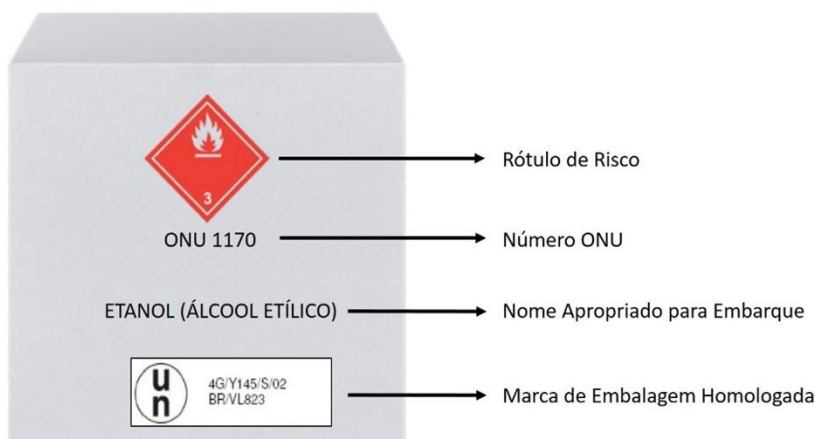 3
Rótulo de Risco
ONU 1170
Número ONU
ETANOL (ÁLCOOL ETÍLICO)
Nome Apropriado para Embarque
un
4G/Y145/S/02
BR/VL823
Marca de Embalagem Homologada